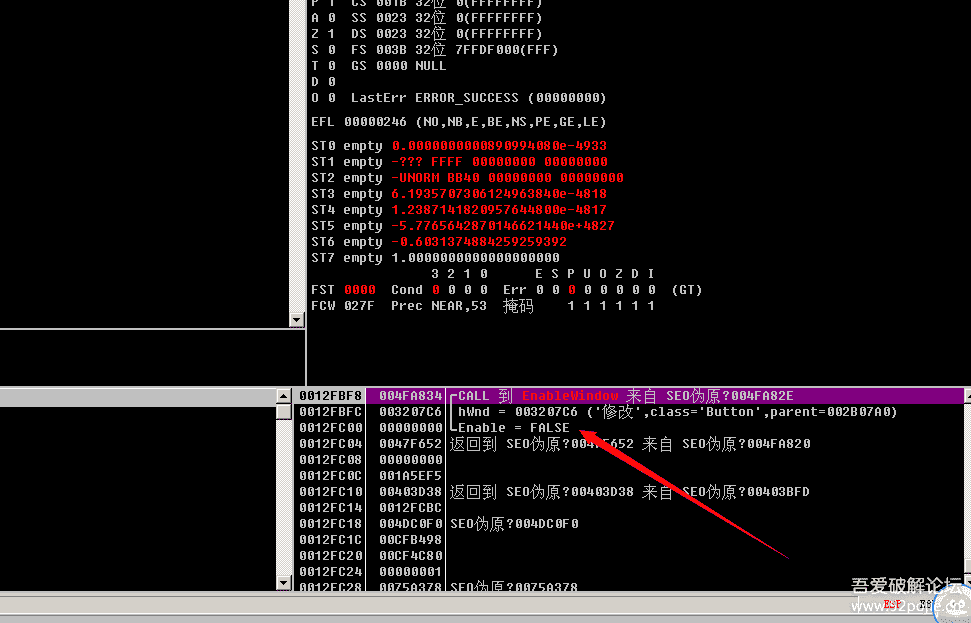 P 1  CS 001B 32位 0(FFFFFFFF)
A 0  SS 0023 32位 0(FFFFFFFF)
Z 1  DS 0023 32位 0(FFFFFFFF)
S 0  FS 003B 32位 7FFDF000(FFF)
T 0  GS 0000 NULL
D 0
O 0  LastErr ERROR_SUCCESS (00000000)
EFL 00000246 (NO,NB,E,BE,NS,PE,GE,LE)
ST0 empty 0.0000000000890994080e-4933
ST1 empty -??? FFFF 00000000 00000000
ST2 empty -UNORM BB40 00000000 00000000
ST3 empty 6.1935707306124963840e-4818
ST4 empty 1.2387141820957644800e-4817
ST5 empty -5.7765642870146621440e+4827
ST6 empty -0.6031374884259259392
ST7 empty 1.0000000000000000000
3 2 1 0 E S P U O Z D I
FST 0000 Cond 0 0 0 0 Err 0 0 0 0 0 0 0 0 (GT)
FCW 027F Prec NEAR,53 掩码 1 1 1 1 1 1
0012FBF8 004FA834 CALL 到 EnableWindow 来自 SEO伪原?004FA82E
0012FBFC 003207C6 hWnd = 003207C6 ('修改',class='Button',parent=002B07A0)
0012FC00 00000000 Enable = FALSE
0012FC04 0047F652 返回到 SEO伪原?0047F652 来自 SEO伪原?004FA820
0012FC08 00000000
0012FC0C 001A5EF5
0012FC10 00403D38 返回到 SEO伪原?00403D38 来自 SEO伪原?00403BFD
0012FC14 0012FCBC
0012FC18 004DC0F0 SEO伪原?004DC0F0
0012FC1C 00CFB498
0012FC20 00CF4C80
0012FC24 00000001
0012FC28 0075A378 SEO伪原?0075A378
吾爱破解论坛
www.52pojie.cn